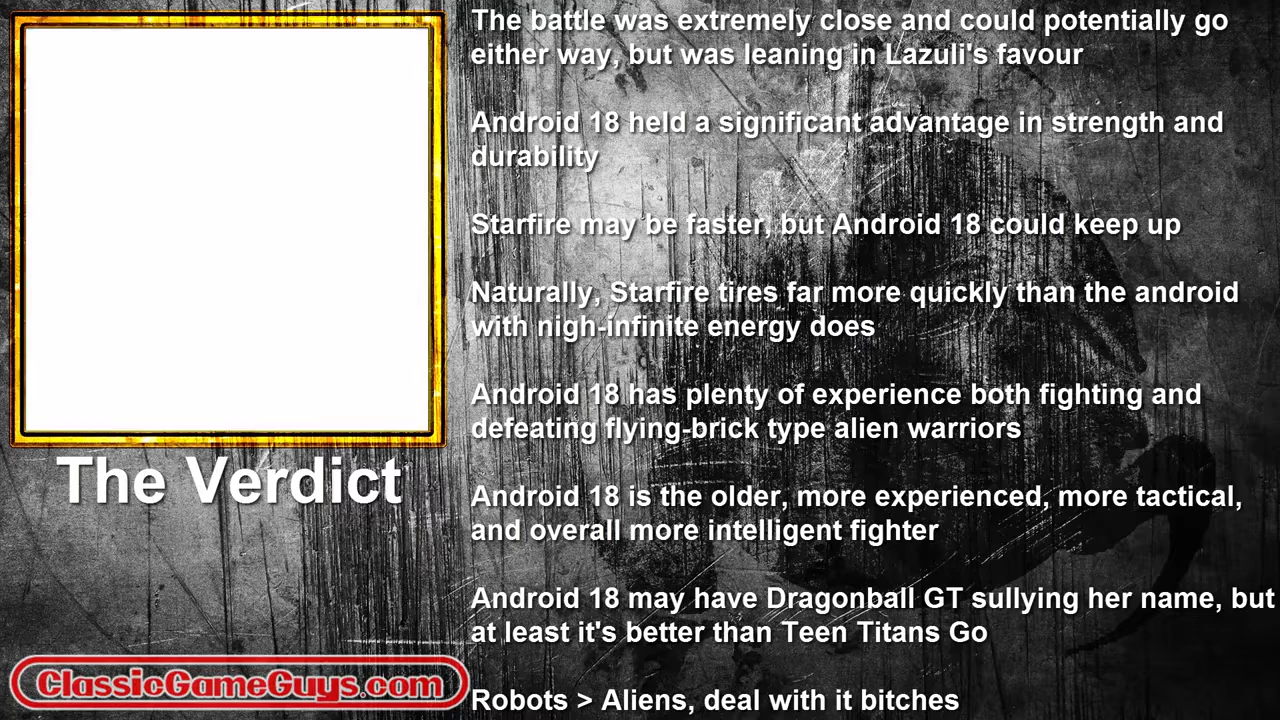 The battle was extremely close and could potentially go
either way, but was leaning in Lazuli's favour
Android 18 held a significant advantage in strength and
durability
Starfire may be faster, but Android 18 could keep up
Naturally, Starfire tires far more quickly than the android
with nigh-infinite energy does
Android 18 has plenty of experience both fighting and
defeating flying-brick type alien warriors
Android 18 is the older, more experienced, more tactical,
and overall more intelligent fighter
Android 18 may have Dragonball GT sullying her name, but
at least it's better than Teen Titans Go
Robots > Aliens, deal with it bitches
The Verdict
ClassicGameGuys.com